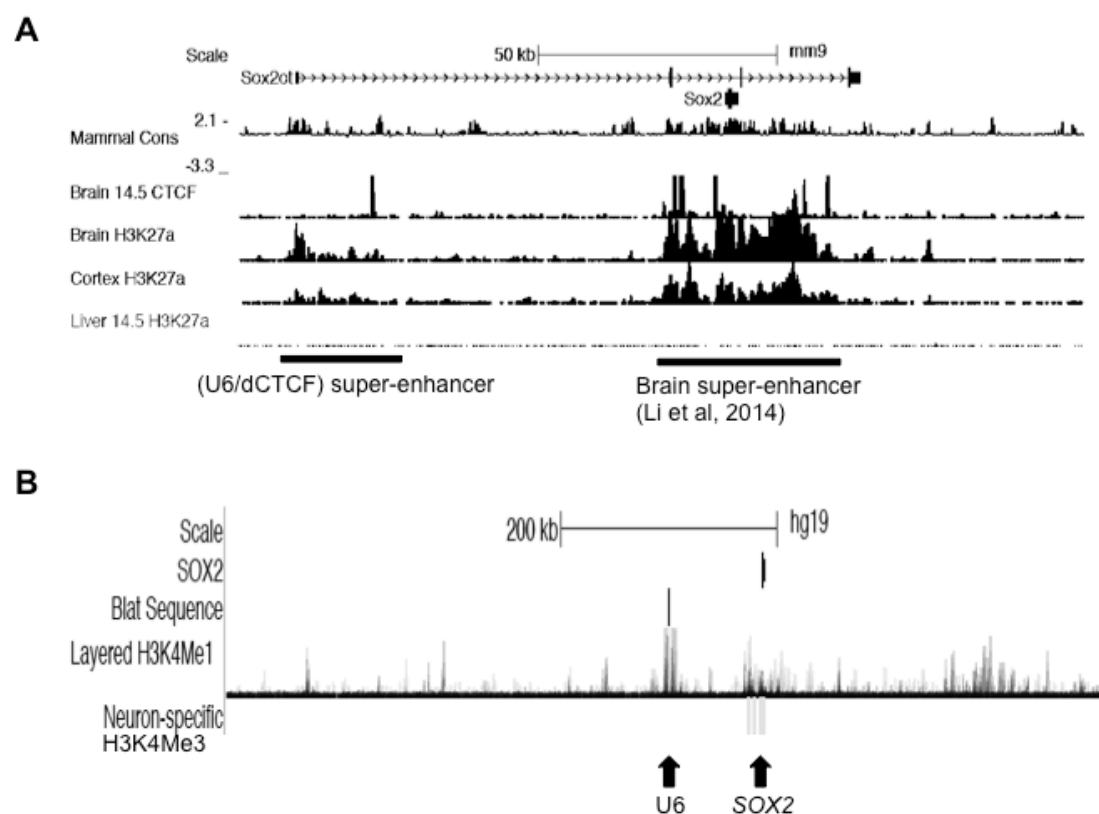 A
Scale
50 kb
mm9
Sox2ot
Sox2
2.1 -
Mammal Cons
-3.3 _
Brain 14.5 CTCF
Brain H3K27a
Cortex H3K27a
Liver 14.5 H3K27a
(U6/dCTCF) super-enhancer
Brain super-enhancer
(Li et al, 2014)
B
Scale
200 kb
hg19
SOX2
Blat Sequence
Layered H3K4Me1
Neuron-specific
H3K4Me3
U6
SOX2